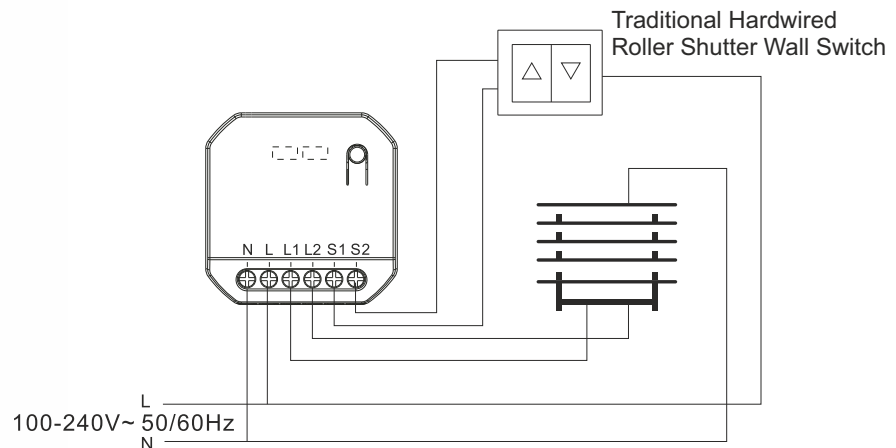 Traditional Hardwired
Roller Shutter Wall Switch
N L L1 L2 S1 S2
L
100-240V~ 50/60Hz
N